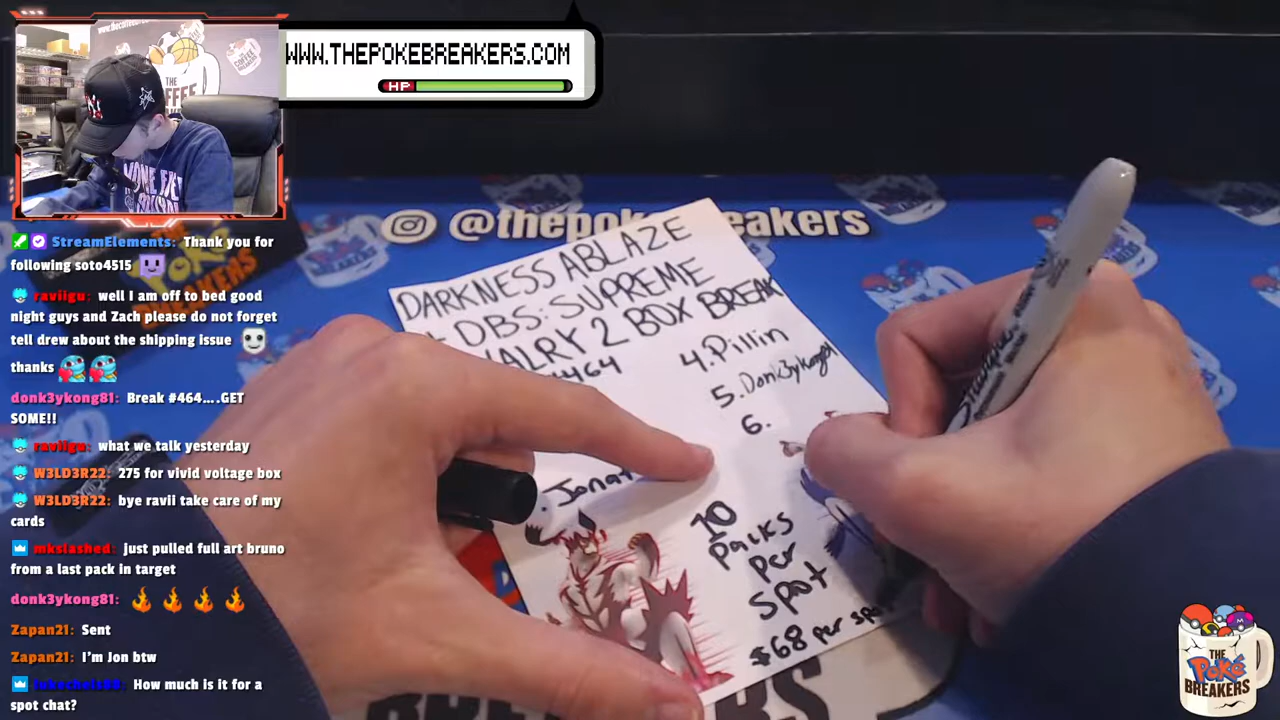 WWW.THEPOKEBREAKERS.COM
HP
StreamElements: Thank you for
following soto4515
raviigu: well I am off to bed good
night guys and Zach please do not forget
tell drew about the shipping issue
thanks
donk3ykong81: Break #464....GET
SOME!!
raviigu: what we talk yesterday
W3LD3R22: 275 for vivid voltage box
W3LD3R22: bye ravii take care of my
cards
mkslashed: just pulled full art bruno
from a last pack in target
donk3ykong81:
Zapan21: Sent
Zapan21: I'm Jon btw
How much is it for a
spot chat?
@thepokebreakers
DARKNESS ABLAZE
DBS: SUPREME
2 BOX BREAK
464
4. Pillin
5. Donk3yKong81
6.
10
Packs
Per
Spot
$68 per spo
THE
POKÉ
BREAKERS